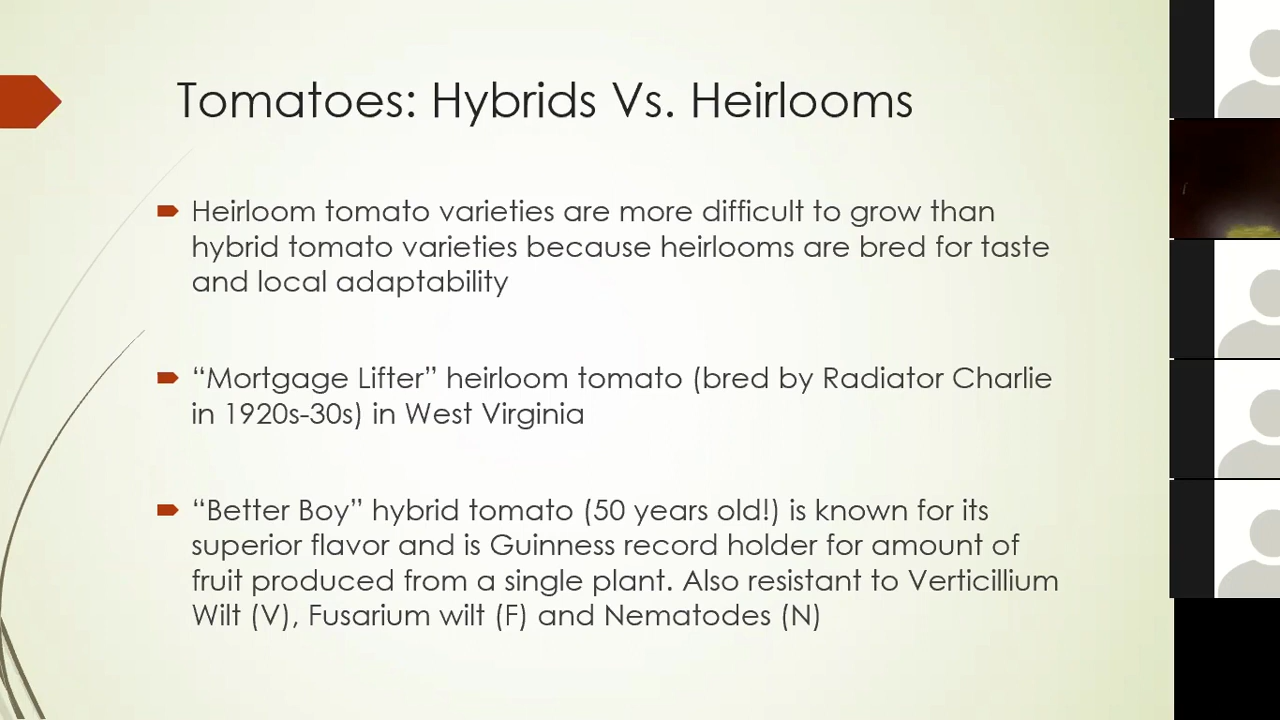 Tomatoes: Hybrids Vs. Heirlooms
Heirloom tomato varieties are more difficult to grow than
hybrid tomato varieties because heirlooms are bred for taste
and local adaptability
“Mortgage Lifter” heirloom tomato (bred by Radiator Charlie
in 1920s-30s) in West Virginia
“Better Boy” hybrid tomato (50 years old!) is known for its
superior flavor and is Guinness record holder for amount of
fruit produced from a single plant. Also resistant to Verticillium
Wilt (V), Fusarium wilt (F) and Nematodes (N)